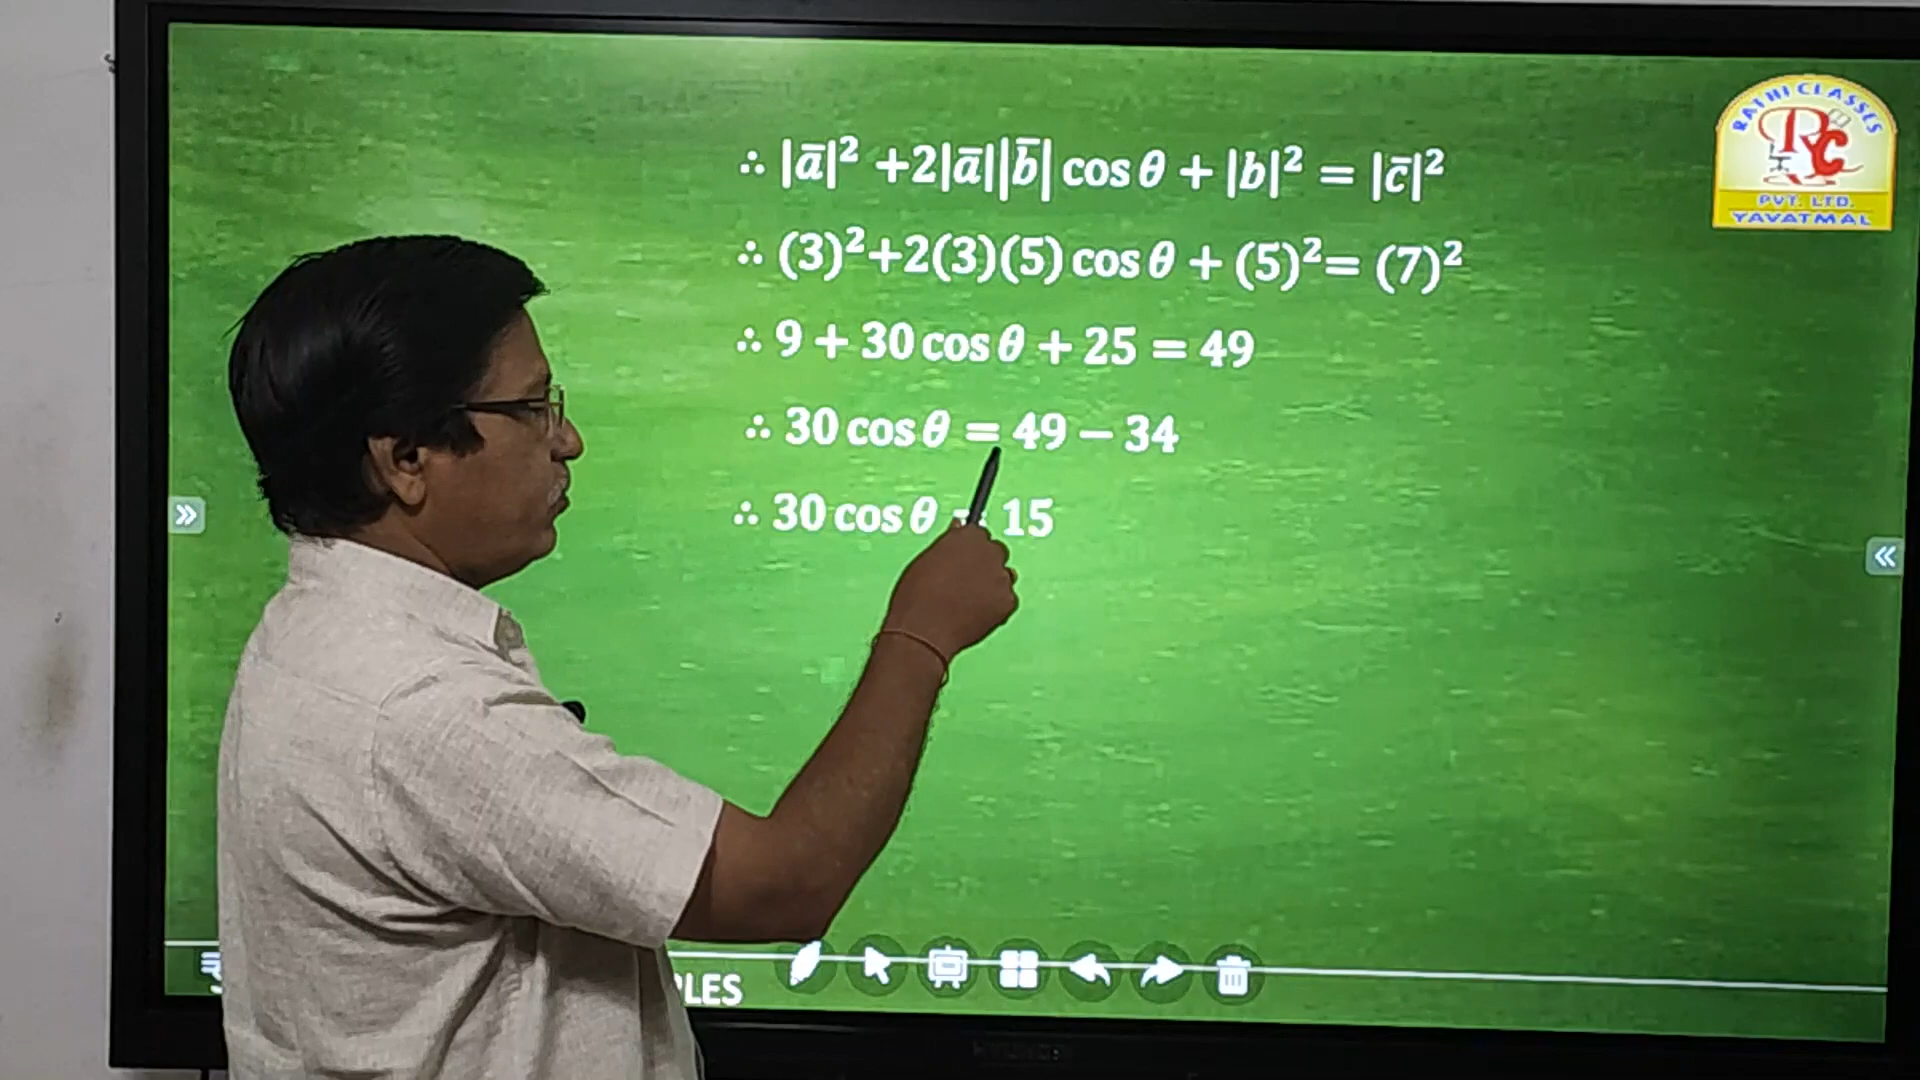 RATHI CLASSES
RC
PVT. LTD.
YAVATMAL
∴ |ā|² +2|ā||b̄| cos θ + |b|² = |c̄|²
∴ (3)²+2(3)(5) cos θ + (5)²= (7)²
∴ 9 + 30 cos θ + 25 = 49
∴ 30 cos θ = 49 – 34
∴ 30 cos θ = 15